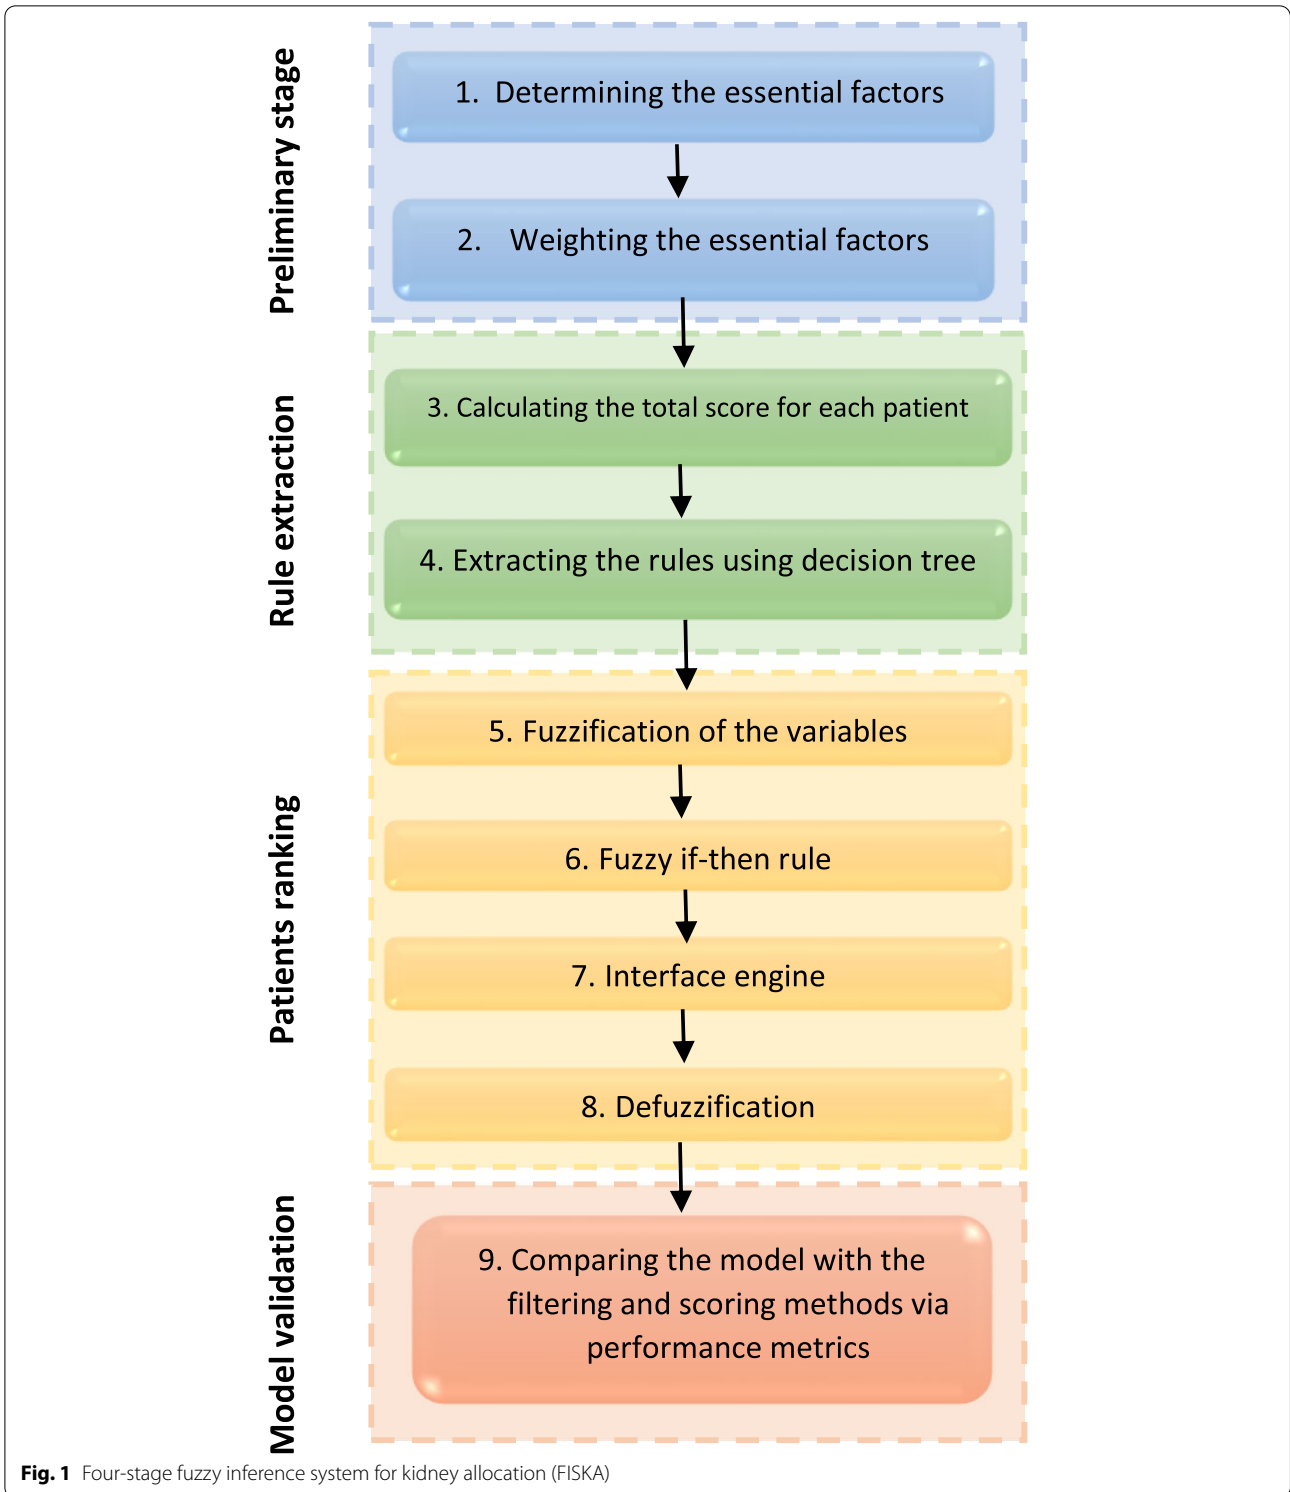 Preliminary stage
1. Determining the essential factors
2. Weighting the essential factors
Rule extraction
3. Calculating the total score for each patient
4. Extracting the rules using decision tree
Patients ranking
5. Fuzzification of the variables
6. Fuzzy if-then rule
7. Interface engine
8. Defuzzification
Model validation
9. Comparing the model with the
filtering and scoring methods via
performance metrics
Fig. 1 Four-stage fuzzy inference system for kidney allocation (FISKA)